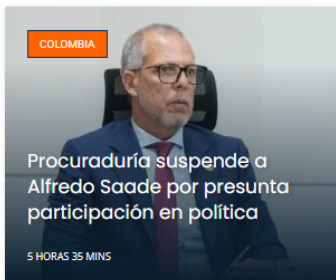 COLOMBIA
Procuraduría suspende a
Alfredo Saade por presunta
participación en política
5 HORAS 35 MINS